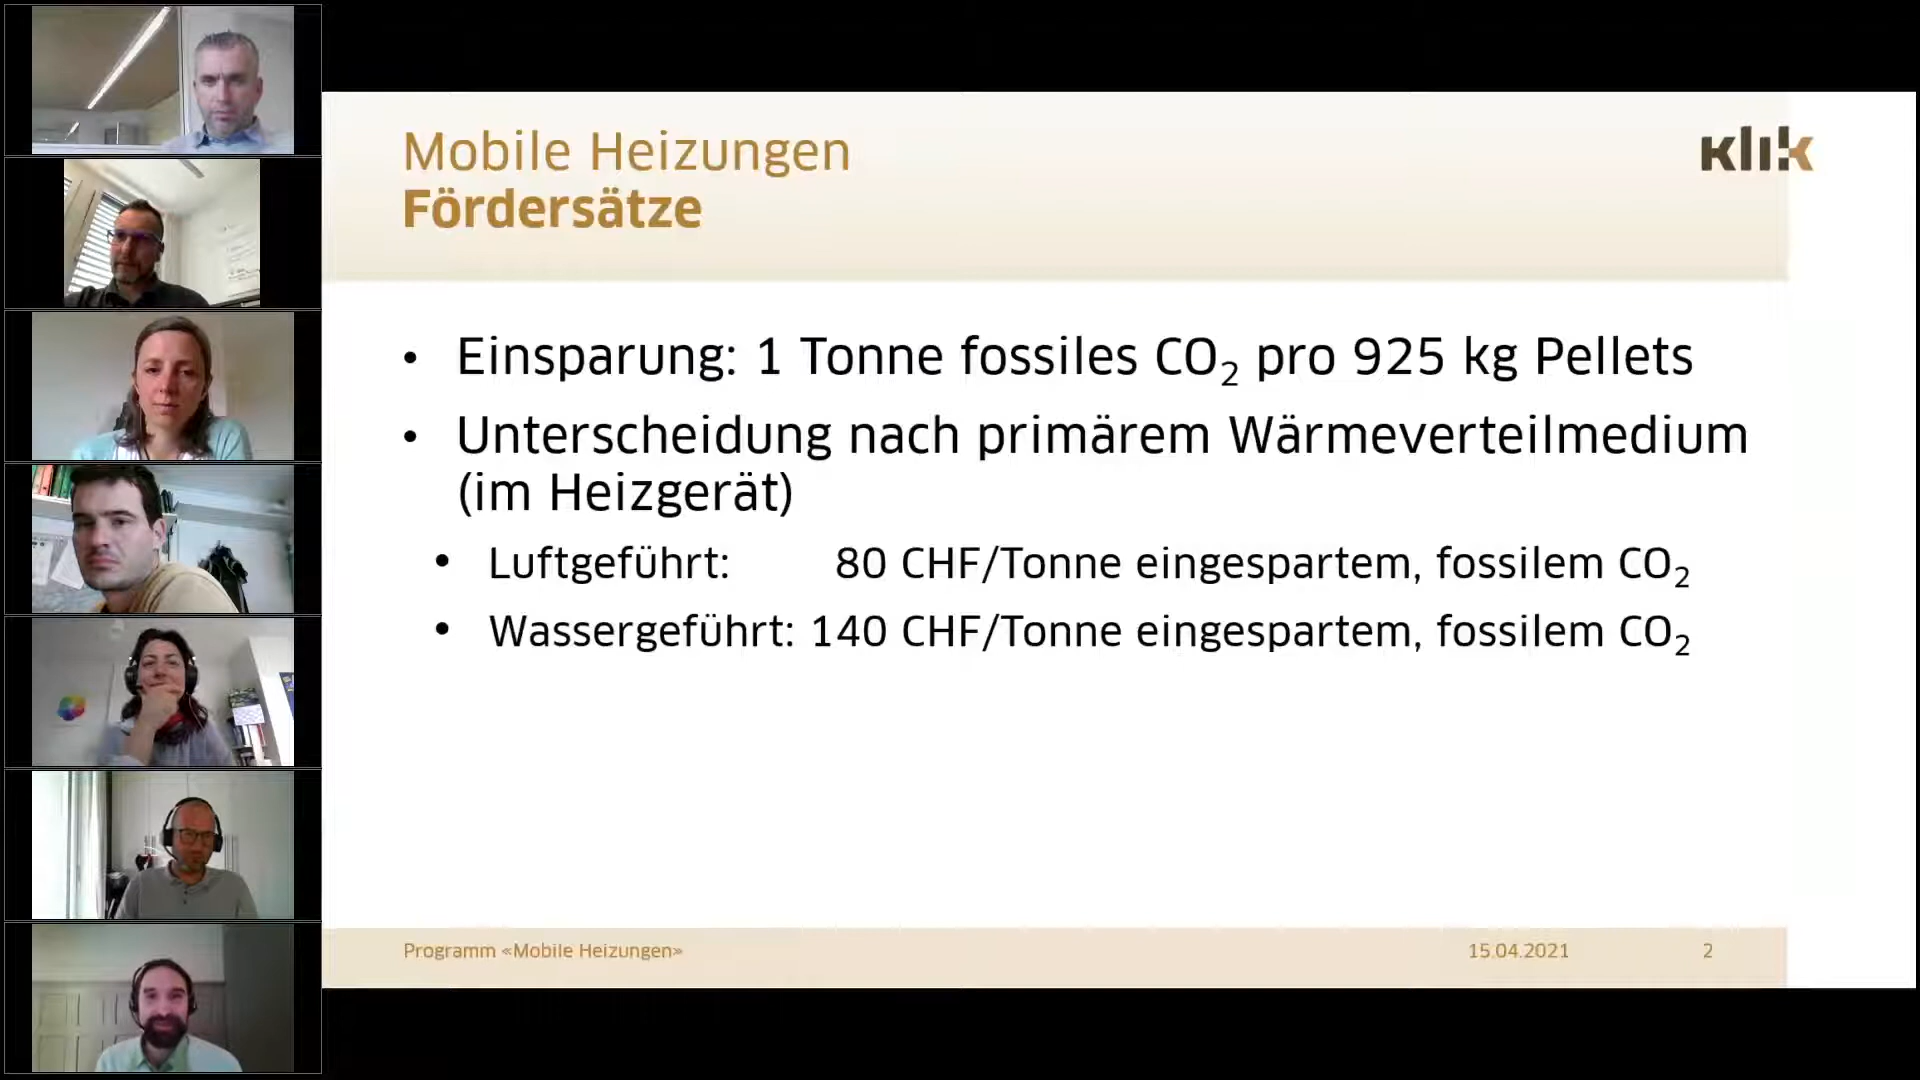 Mobile Heizungen
Fördersätze
klik
• Einsparung: 1 Tonne fossiles CO₂ pro 925 kg Pellets
• Unterscheidung nach primärem Wärmeverteilmedium
(im Heizgerät)
• Luftgeführt: 80 CHF/Tonne eingespartem, fossilem CO₂
• Wassergeführt: 140 CHF/Tonne eingespartem, fossilem CO₂
Programm «Mobile Heizungen» 15.04.2021 2